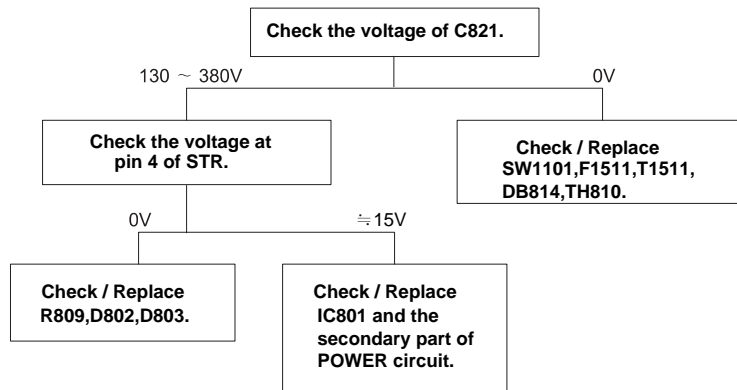 Check the voltage of C821.
130 ~ 380V
0V
Check the voltage at
pin 4 of STR.
Check / Replace
SW1101,F1511,T1511,
DB814,TH810.
0V
≒15V
Check / Replace
R809,D802,D803.
Check / Replace
IC801 and the
secondary part of
POWER circuit.